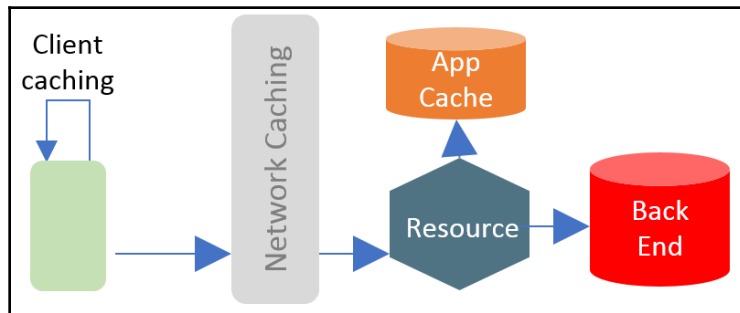 Client
caching
Network Caching
App
Cache
Resource
Back
End